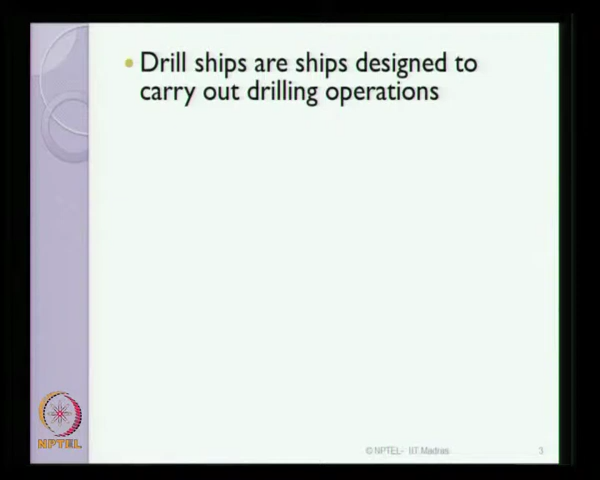 Drill ships are ships designed to
carry out drilling operations
NPTEL
© NPTEL- IIT Madras
3